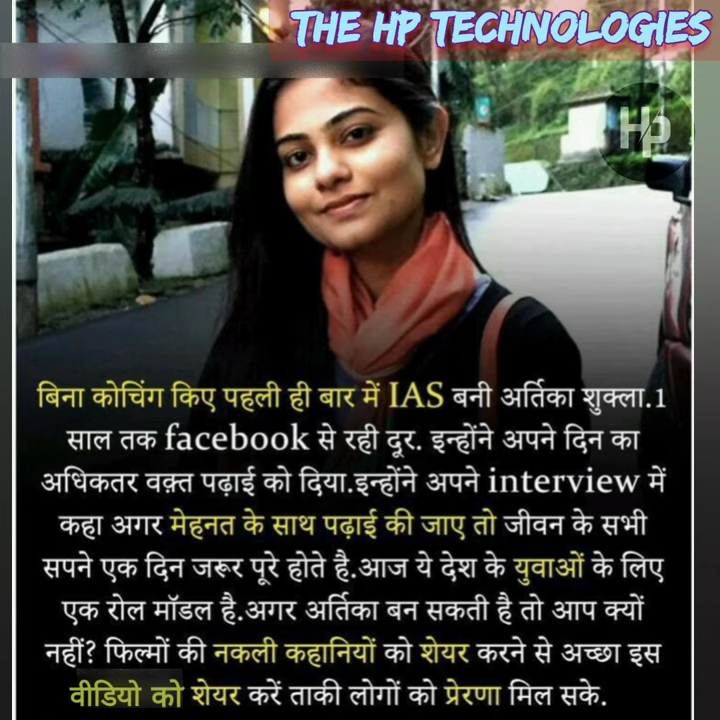 THE HP TECHNOLOGIES
Hp
बिना कोचिंग किए पहली ही बार में IAS बनी अर्तिका शुक्ला.1
साल तक facebook से रही दूर. इन्होंने अपने दिन का
अधिकतर वक़्त पढ़ाई को दिया.इन्होंने अपने interview में
कहा अगर मेहनत के साथ पढ़ाई की जाए तो जीवन के सभी
सपने एक दिन जरूर पूरे होते है.आज ये देश के युवाओं के लिए
एक रोल मॉडल है.अगर अर्तिका बन सकती है तो आप क्यों
नहीं? फिल्मों की नकली कहानियों को शेयर करने से अच्छा इस
वीडियो को शेयर करें ताकी लोगों को प्रेरणा मिल सके.